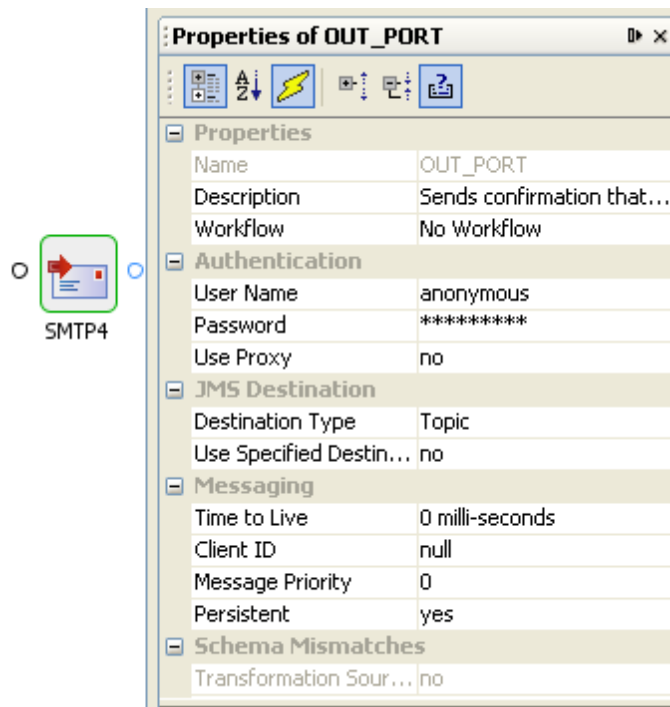 Properties of OUT_PORT
Properties
Name OUT_PORT
Description Sends confirmation that...
Workflow No Workflow
Authentication
User Name anonymous
Password *********
Use Proxy no
JMS Destination
Destination Type Topic
Use Specified Destin... no
Messaging
Time to Live 0 milli-seconds
Client ID null
Message Priority 0
Persistent yes
Schema Mismatches
Transformation Sour... no
SMTP4